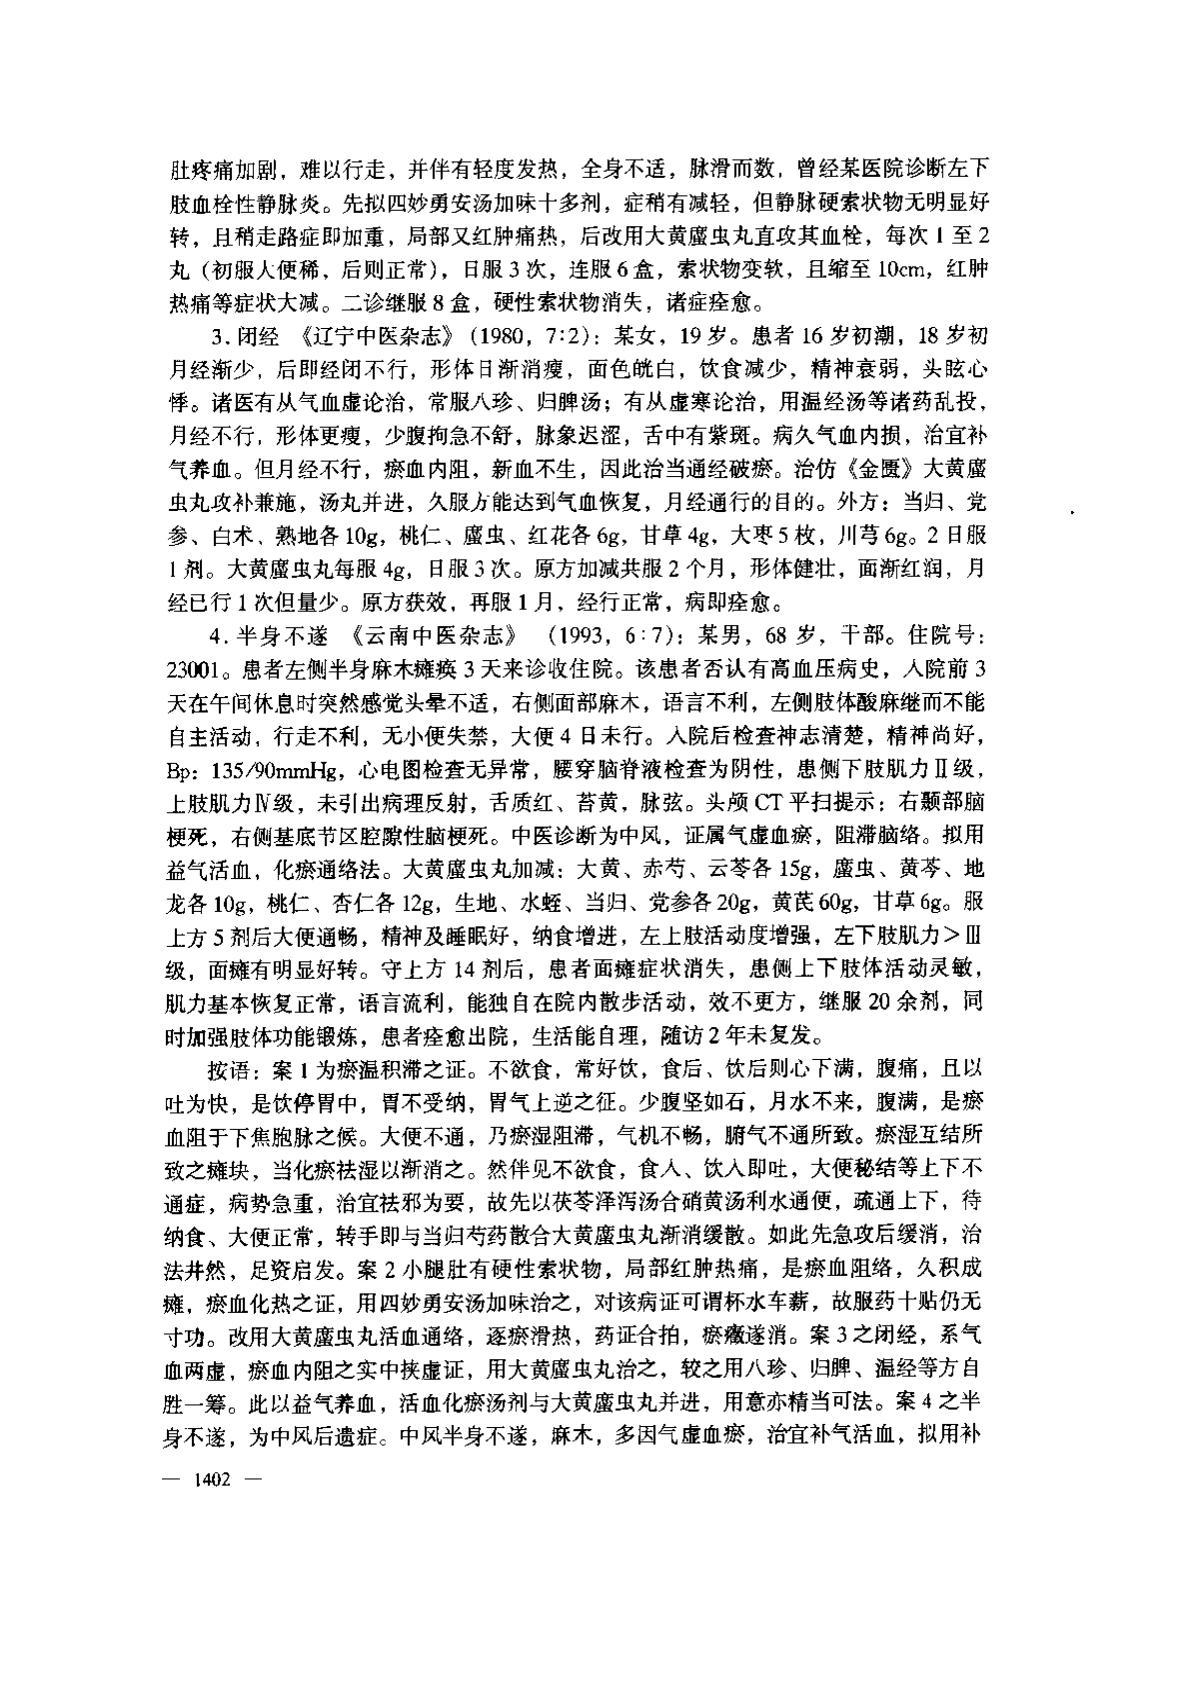 肚疼痛加剧，难以行走，并伴有轻度发热，全身不适，脉滑而数，曾经某医院诊断左下
肢血栓性静脉炎。先拟四妙勇安汤加味十多剂，症稍有减轻，但静脉硬索状物无明显好
转，且稍走路症即加重，局部又红肿痛热，后改用大黄䗪虫丸直攻其血栓，每次1至2
丸（初服大便稀，后则正常），日服3次，连服6盒，索状物变软，且缩至10cm，红肿
热痛等症状大减。二诊继服8盒，硬性索状物消失，诸症痊愈。
3. 闭经 《辽宁中医杂志》（1980，7:2）：某女，19岁。患者16岁初潮，18岁初
月经渐少，后即经闭不行，形体日渐消瘦，面色㿠白，饮食减少，精神衰弱，头眩心
悸。诸医有从气血虚论治，常服八珍、归脾汤；有从虚寒论治，用温经汤等诸药乱投，
月经不行，形体更瘦，少腹拘急不舒，脉象迟涩，舌中有紫斑。病久气血内损，治宜补
气养血。但月经不行，瘀血内阻，新血不生，因此治当通经破瘀。治仿《金匮》大黄䗪
虫丸攻补兼施，汤丸并进，久服方能达到气血恢复，月经通行的目的。外方：当归、党
参、白术、熟地各10g，桃仁、䗪虫、红花各6g，甘草4g，大枣5枚，川芎6g。2日服
1剂。大黄䗪虫丸每服4g，日服3次。原方加减共服2个月，形体健壮，面渐红润，月
经已行1次但量少。原方获效，再服1月，经行正常，病即痊愈。
4. 半身不遂 《云南中医杂志》 （1993，6:7）：某男，68岁，干部。住院号：
23001。患者左侧半身麻木瘫痪3天来诊收住院。该患者否认有高血压病史，入院前3
天在午间休息时突然感觉头晕不适，右侧面部麻木，语言不利，左侧肢体酸麻继而不能
自主活动，行走不利，无小便失禁，大便4日未行。入院后检查神志清楚，精神尚好，
Bp：135/90mmHg，心电图检查无异常，腰穿脑脊液检查为阴性，患侧下肢肌力Ⅱ级，
上肢肌力Ⅳ级，未引出病理反射，舌质红、苔黄，脉弦。头颅CT平扫提示：右颞部脑
梗死，右侧基底节区腔隙性脑梗死。中医诊断为中风，证属气虚血瘀，阻滞脑络。拟用
益气活血，化瘀通络法。大黄䗪虫丸加减：大黄、赤芍、云苓各15g，䗪虫、黄芩、地
龙各10g，桃仁、杏仁各12g，生地、水蛭、当归、党参各20g，黄芪60g，甘草6g。服
上方5剂后大便通畅，精神及睡眠好，纳食增进，左上肢活动度增强，左下肢肌力＞Ⅲ
级，面瘫有明显好转。守上方14剂后，患者面瘫症状消失，患侧上下肢体活动灵敏，
肌力基本恢复正常，语言流利，能独自在院内散步活动，效不更方，继服20余剂，同
时加强肢体功能锻炼，患者痊愈出院，生活能自理，随访2年未复发。
按语：案1为瘀温积滞之证。不欲食，常好饮，食后、饮后则心下满，腹痛，且以
吐为快，是饮停胃中，胃不受纳，胃气上逆之征。少腹坚如石，月水不来，腹满，是瘀
血阻于下焦胞脉之候。大便不通，乃瘀湿阻滞，气机不畅，腑气不通所致。瘀湿互结所
致之瘫块，当化瘀祛湿以渐消之。然伴见不欲食，食入、饮入即吐，大便秘结等上下不
通症，病势急重，治宜祛邪为要，故先以茯苓泽泻汤合硝黄汤利水通便，疏通上下，待
纳食、大便正常，转手即与当归芍药散合大黄䗪虫丸渐消缓散。如此先急攻后缓消，治
法井然，足资启发。案2小腿肚有硬性索状物，局部红肿热痛，是瘀血阻络，久积成
瘫，瘀血化热之证，用四妙勇安汤加味治之，对该病证可谓杯水车薪，故服药十贴仍无
寸功。改用大黄䗪虫丸活血通络，逐瘀滑热，药证合拍，瘀癥遂消。案3之闭经，系气
血两虚，瘀血内阻之实中挟虚证，用大黄䗪虫丸治之，较之用八珍、归脾、温经等方自
胜一筹。此以益气养血，活血化瘀汤剂与大黄䗪虫丸并进，用意亦精当可法。案4之半
身不遂，为中风后遗症。中风半身不遂，麻木，多因气虚血瘀，治宜补气活血，拟用补
— 1402 —